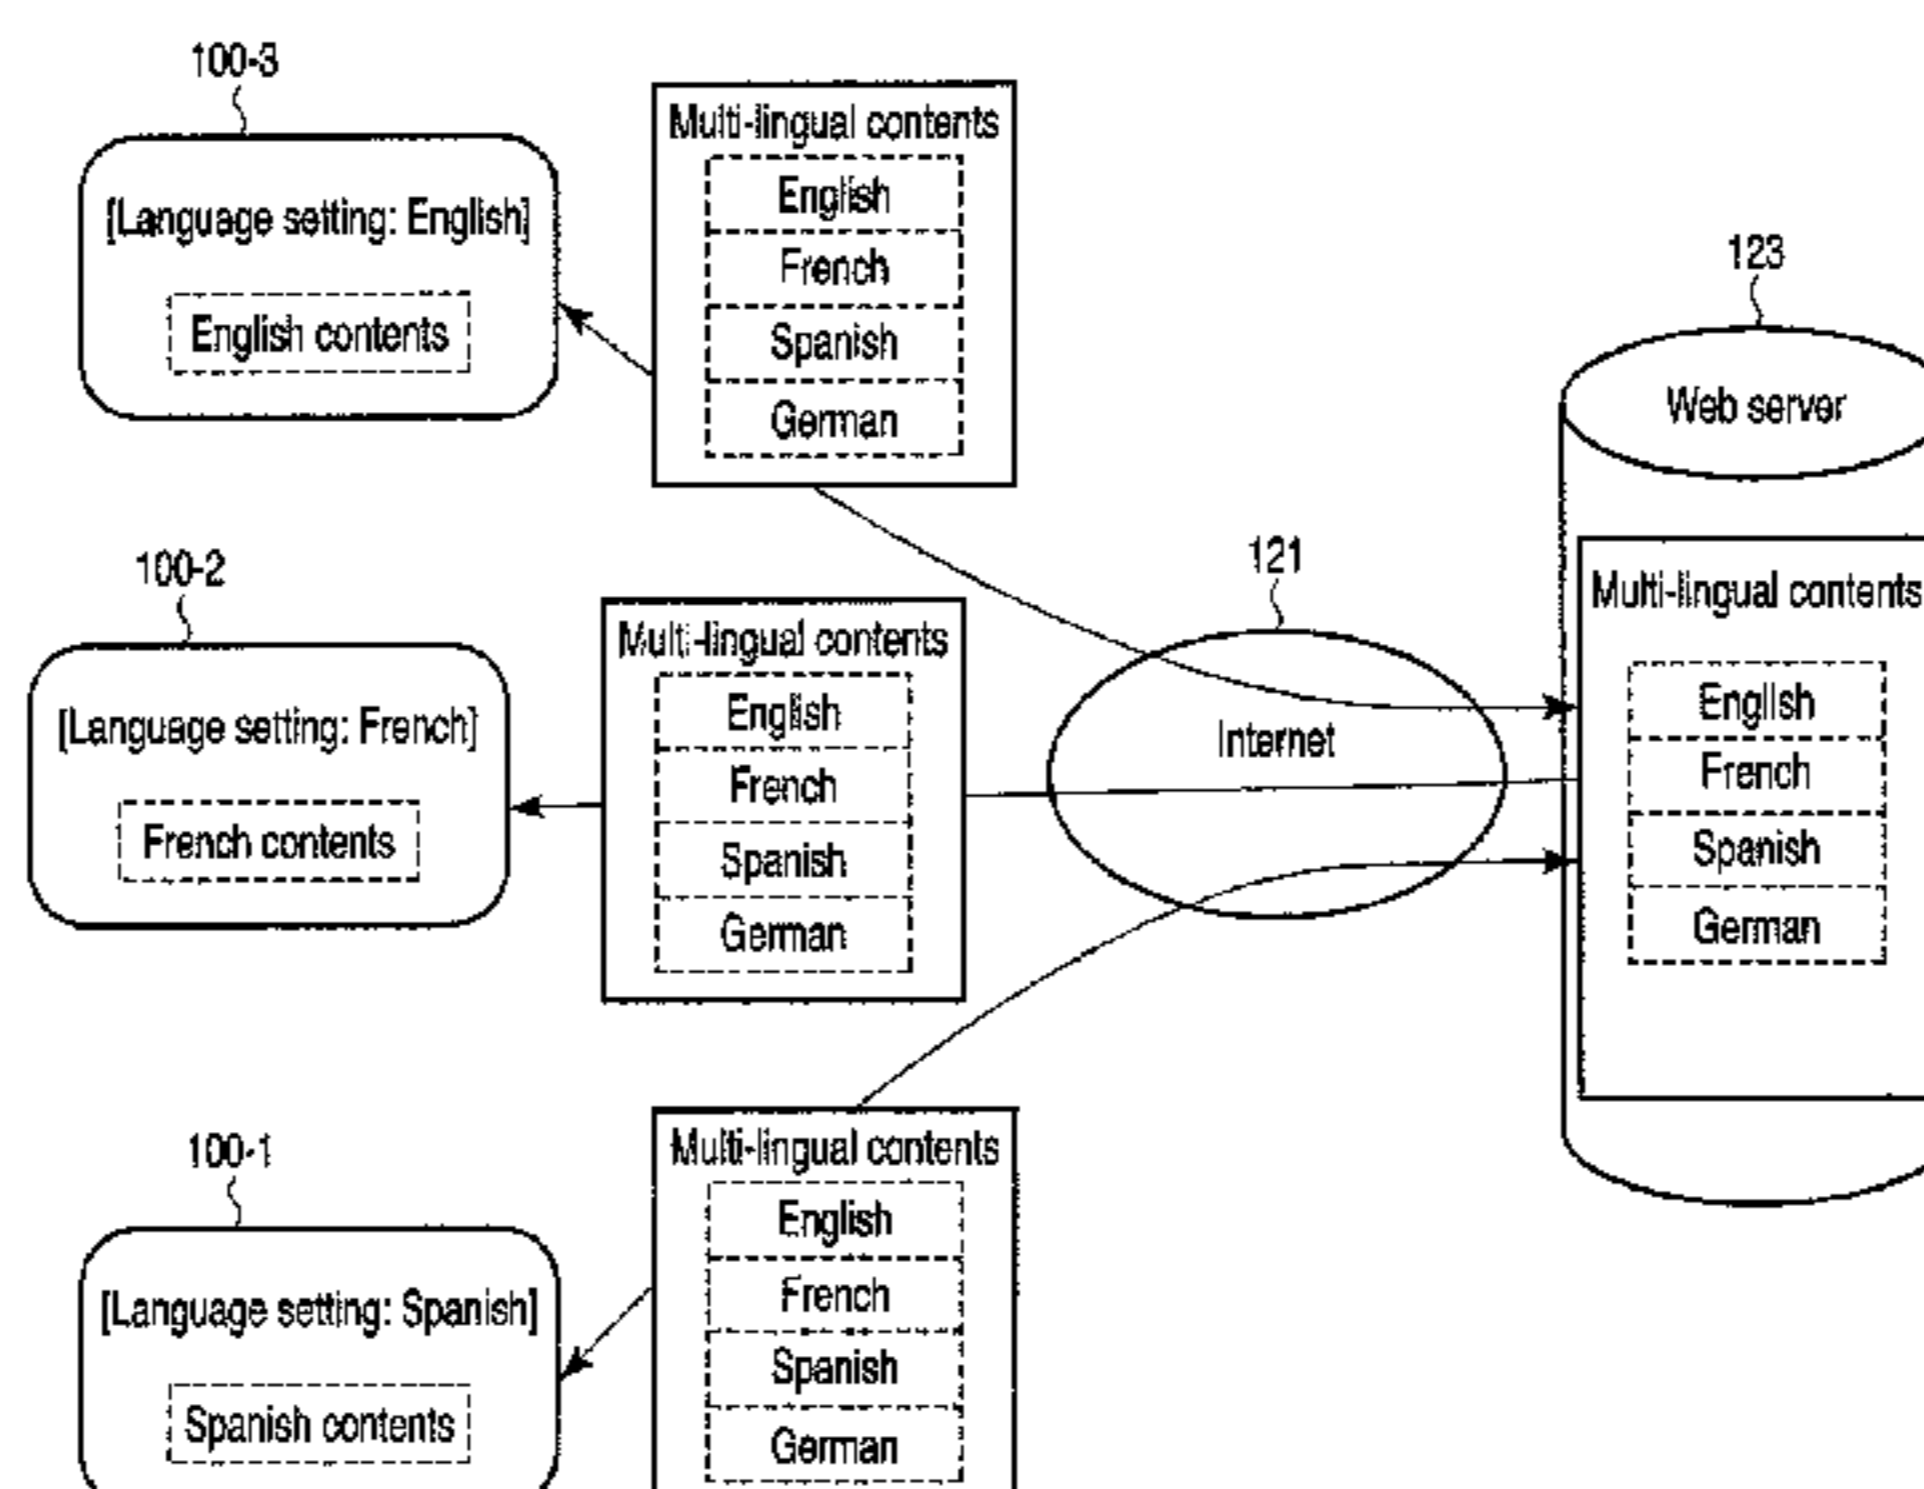 100-3
[Language setting: English]
English contents
Multi-lingual contents
English
French
Spanish
German
123
Web server
Multi-lingual contents
English
French
Spanish
German
121
Internet
100-2
[Language setting: French]
French contents
Multi-lingual contents
English
French
Spanish
German
100-1
[Language setting: Spanish]
Spanish contents
Multi-lingual contents
English
French
Spanish
German